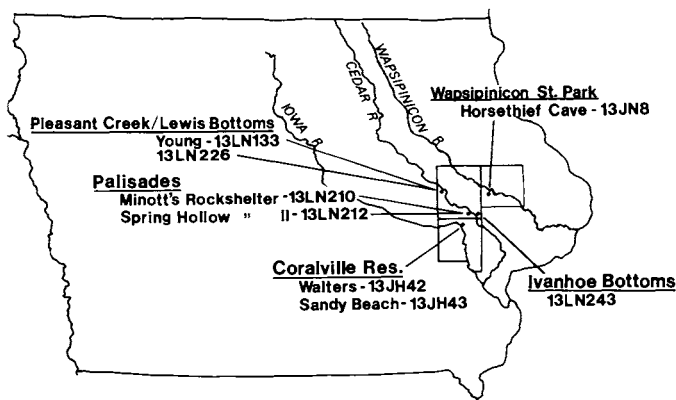 WAPSIPINICON R
CEDAR R
IOWA R
Wapsipinicon St. Park
Horsethief Cave - 13JN8
Pleasant Creek/Lewis Bottoms
Young - 13LN133
13LN226
Palisades
Minott's Rockshelter - 13LN210
Spring Hollow " II - 13LN212
Coralville Res.
Walters - 13JH42
Sandy Beach - 13JH43
Ivanhoe Bottoms
13LN243